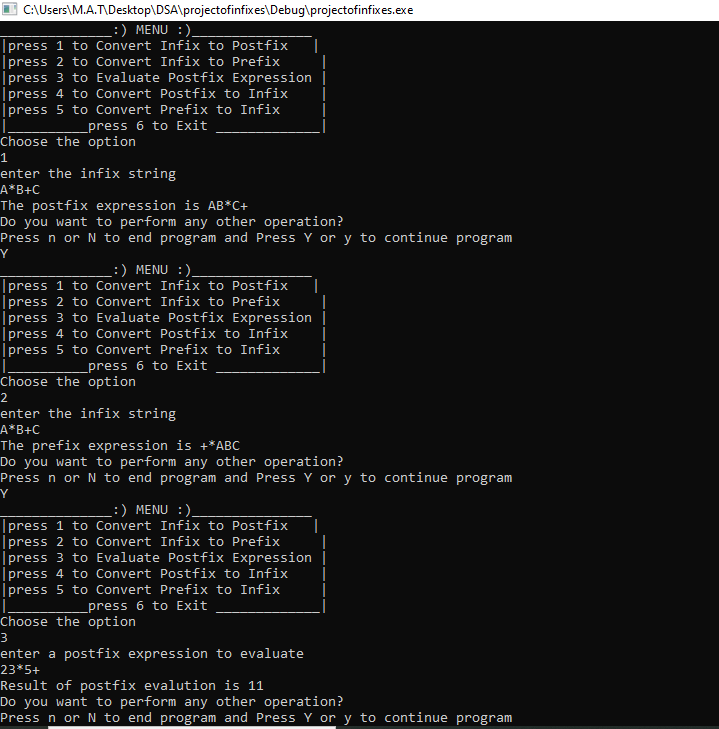 C:\Users\M.A.T\Desktop\DSA\projectofinfixes\Debug\projectofinfixes.exe
______________:) MENU :)_______________
|press 1 to Convert Infix to Postfix   |
|press 2 to Convert Infix to Prefix     |
|press 3 to Evaluate Postfix Expression |
|press 4 to Convert Postfix to Infix    |
|press 5 to Convert Prefix to Infix     |
|__________press 6 to Exit _____________|
Choose the option
1
enter the infix string
A*B+C
The postfix expression is AB*C+
Do you want to perform any other operation?
Press n or N to end program and Press Y or y to continue program
Y
______________:) MENU :)_______________
|press 1 to Convert Infix to Postfix   |
|press 2 to Convert Infix to Prefix     |
|press 3 to Evaluate Postfix Expression |
|press 4 to Convert Postfix to Infix    |
|press 5 to Convert Prefix to Infix     |
|__________press 6 to Exit _____________|
Choose the option
2
enter the infix string
A*B+C
The prefix expression is +*ABC
Do you want to perform any other operation?
Press n or N to end program and Press Y or y to continue program
Y
______________:) MENU :)_______________
|press 1 to Convert Infix to Postfix   |
|press 2 to Convert Infix to Prefix     |
|press 3 to Evaluate Postfix Expression |
|press 4 to Convert Postfix to Infix    |
|press 5 to Convert Prefix to Infix     |
|__________press 6 to Exit _____________|
Choose the option
3
enter a postfix expression to evaluate
23*5+
Result of postfix evalution is 11
Do you want to perform any other operation?
Press n or N to end program and Press Y or y to continue program